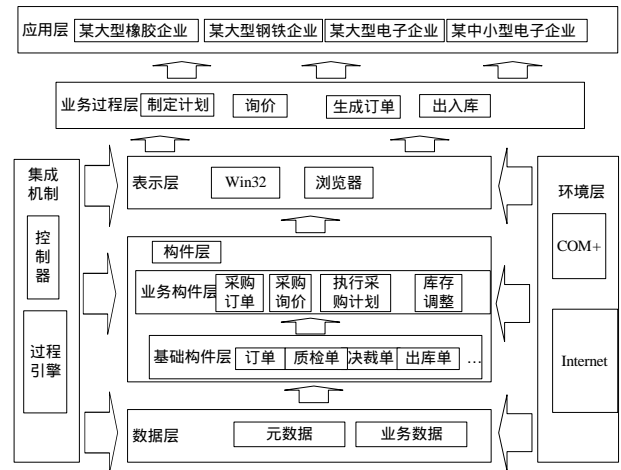 应用层 某大型橡胶企业 某大型钢铁企业 某大型电子企业 某中小型电子企业
业务过程层 制定计划 询价 生成订单 出入库
集成
机制
控
制
器
过程
引擎
表示层 Win32 浏览器
构件层
业务构件层 采购
订单 采购
询价 执行采
购计划 库存
调整
基础构件层 订单 质检单 决裁单 出库单 …
数据层 元数据 业务数据
环境层
COM+
Internet